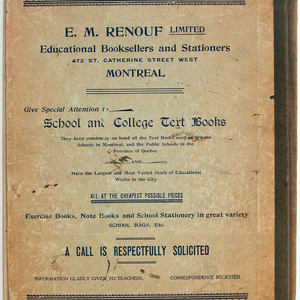 E. M. RENOUF LIMITED
Educational Booksellers and Stationers
472 ST. CATHERINE STREET WEST
MONTREAL
Give Special Attention to
School and College Text Books
They keep constantly on hand all the Text Books used in Private
Schools in Montreal, and the Public Schools in the
Province of Quebec
AND
Have the Largest and Most Varied Stock of Educational
Works in the City
ALL AT THE CHEAPEST POSSIBLE PRICES
Exercise Books, Note Books and School Stationery in great variety
SCHOOL BAGS, Etc.
A CALL IS RESPECTFULLY SOLICITED
INFORMATION GLADLY GIVEN TO TEACHERS. CORRESPONDENCE SOLICITED.